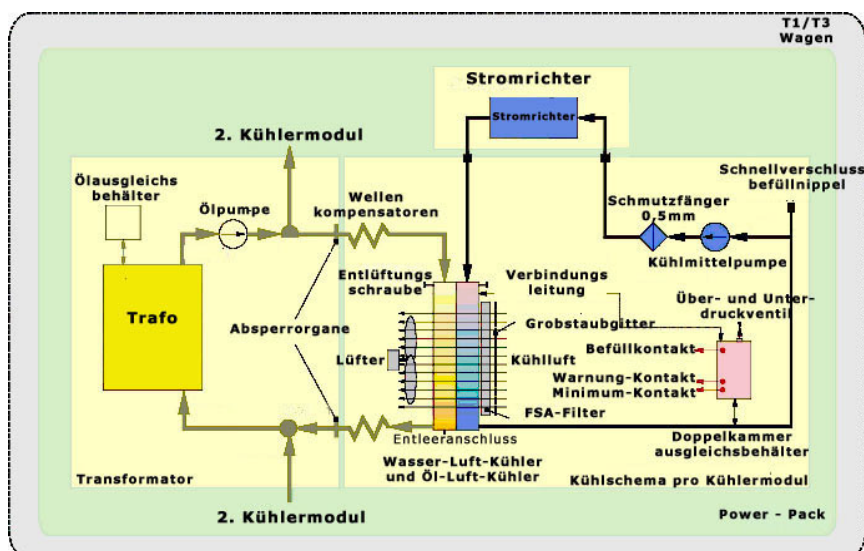 T1/T3
Wagen
Stromrichter
Stromrichter
2. Kühlermodul
Ölausgleichs
behälter
Ölpumpe
Wellen
kompensatoren
Schnellverschluss
befüllnippel
Schmutzfänger
0,5mm
Kühlmittelpumpe
Entlüftungs
schraube
Verbindungs
leitung
Über- und Unter-
druckventil
Trafo
Absperrorgane
Grobstaubgitter
Befüllkontakt
Lüfter
Kühlluft
Warnung-Kontakt
Minimum-Kontakt
FSA-Filter
Entleeranschluss
Doppelkammer
ausgleichsbehälter
Wasser-Luft-Kühler
und Öl-Luft-Kühler
Transformator
Kühlschema pro Kühlermodul
2. Kühlermodul
Power - Pack